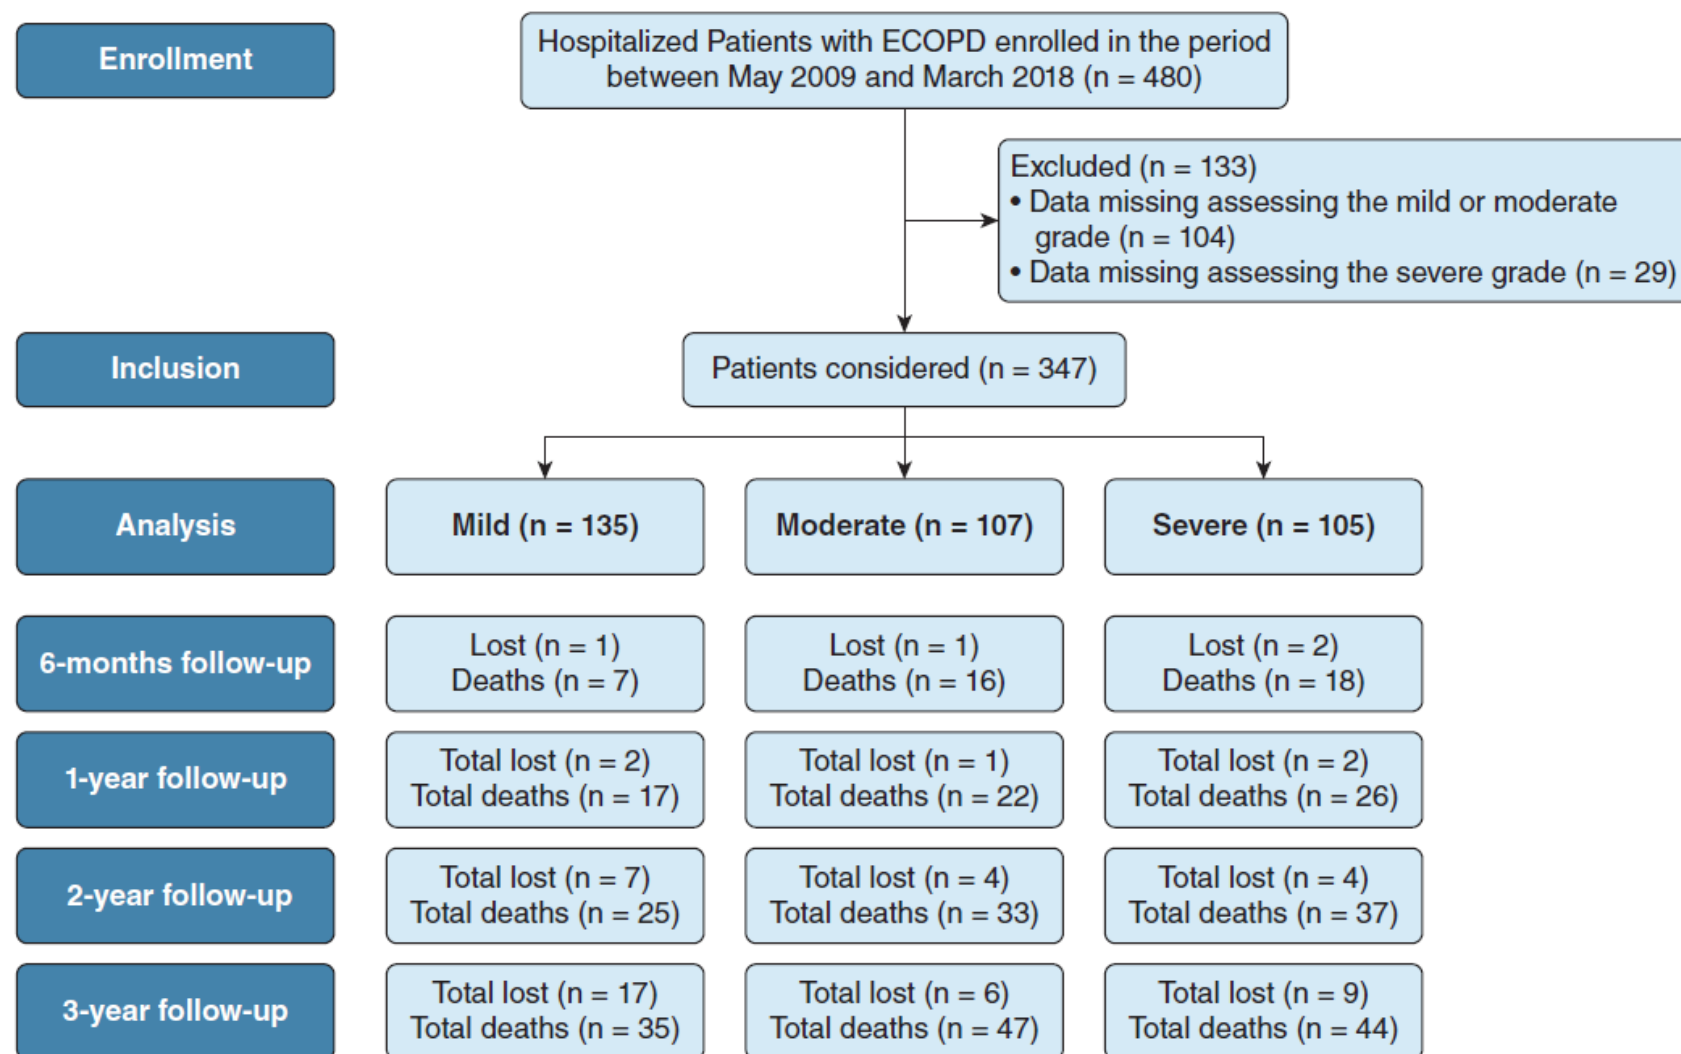 Enrollment
Hospitalized Patients with ECOPD enrolled in the period
between May 2009 and March 2018 (n = 480)
Excluded (n = 133)
• Data missing assessing the mild or moderate
grade (n = 104)
• Data missing assessing the severe grade (n = 29)
Inclusion
Patients considered (n = 347)
Analysis
Mild (n = 135)
Moderate (n = 107)
Severe (n = 105)
6-months follow-up
Lost (n = 1)
Deaths (n = 7)
Lost (n = 1)
Deaths (n = 16)
Lost (n = 2)
Deaths (n = 18)
1-year follow-up
Total lost (n = 2)
Total deaths (n = 17)
Total lost (n = 1)
Total deaths (n = 22)
Total lost (n = 2)
Total deaths (n = 26)
2-year follow-up
Total lost (n = 7)
Total deaths (n = 25)
Total lost (n = 4)
Total deaths (n = 33)
Total lost (n = 4)
Total deaths (n = 37)
3-year follow-up
Total lost (n = 17)
Total deaths (n = 35)
Total lost (n = 6)
Total deaths (n = 47)
Total lost (n = 9)
Total deaths (n = 44)